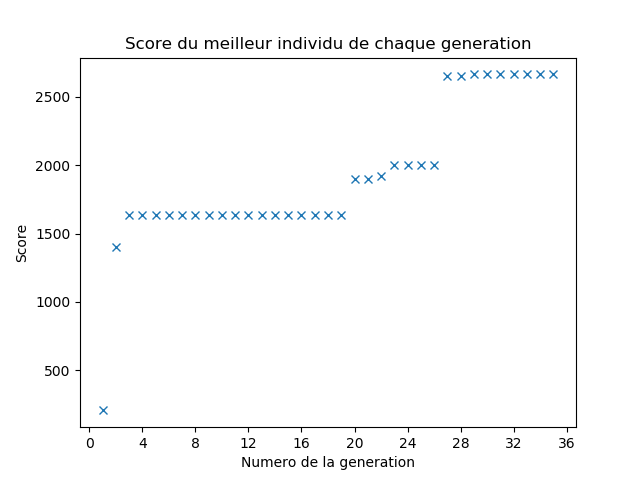 Score du meilleur individu de chaque generation
2500
2000
1500
1000
500
Score
0 4 8 12 16 20 24 28 32 36
Numero de la generation